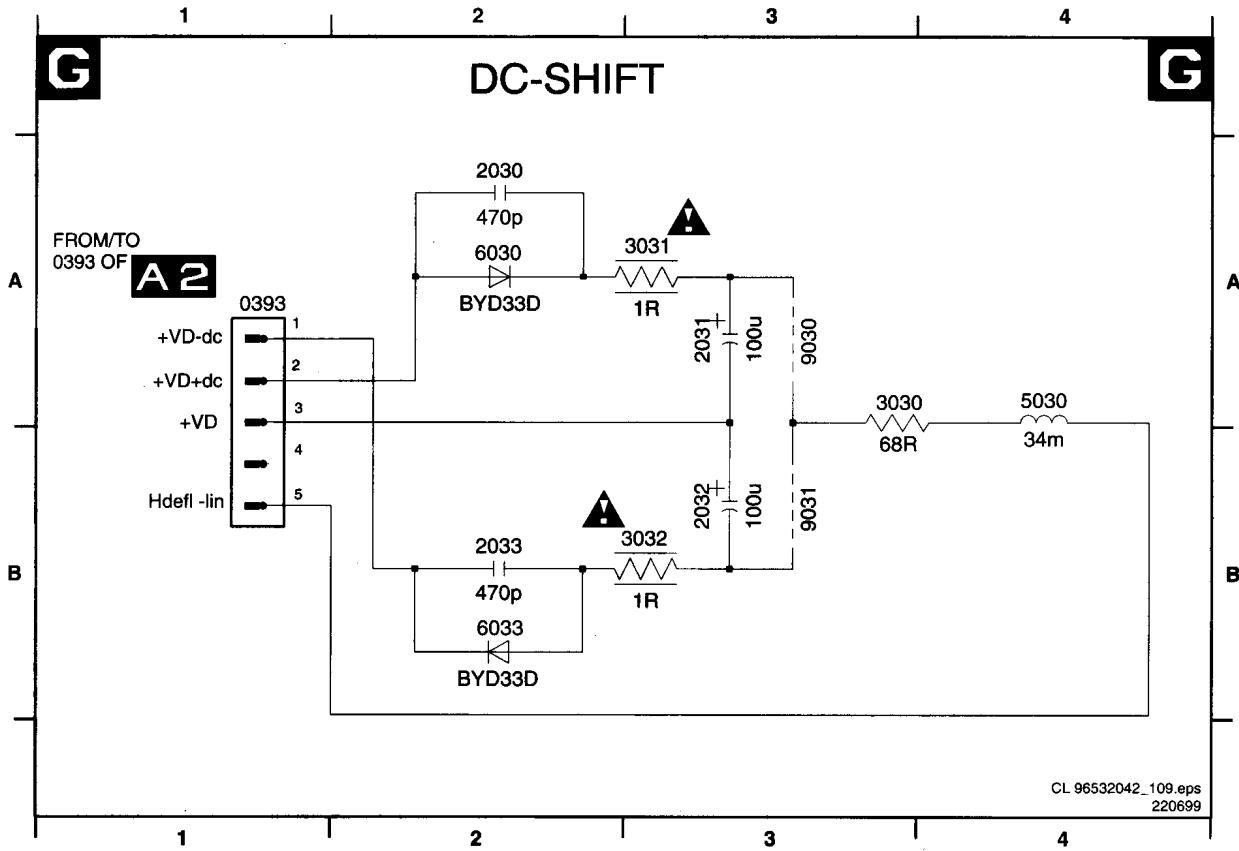 1 2 3 4
G DC-SHIFT G
2030
470p
FROM/TO
0393 OF A2
6030
BYD33D
3031
1R
A A
0393
+VD-dc 1
+VD+dc 2
+VD 3
4
Hdefl -lin 5
2031 100u
9030
3030
68R
5030
34m
2032 100u
9031
2033
470p
3032
1R
B B
6033
BYD33D
CL 96532042_109.eps
220699
1 2 3 4